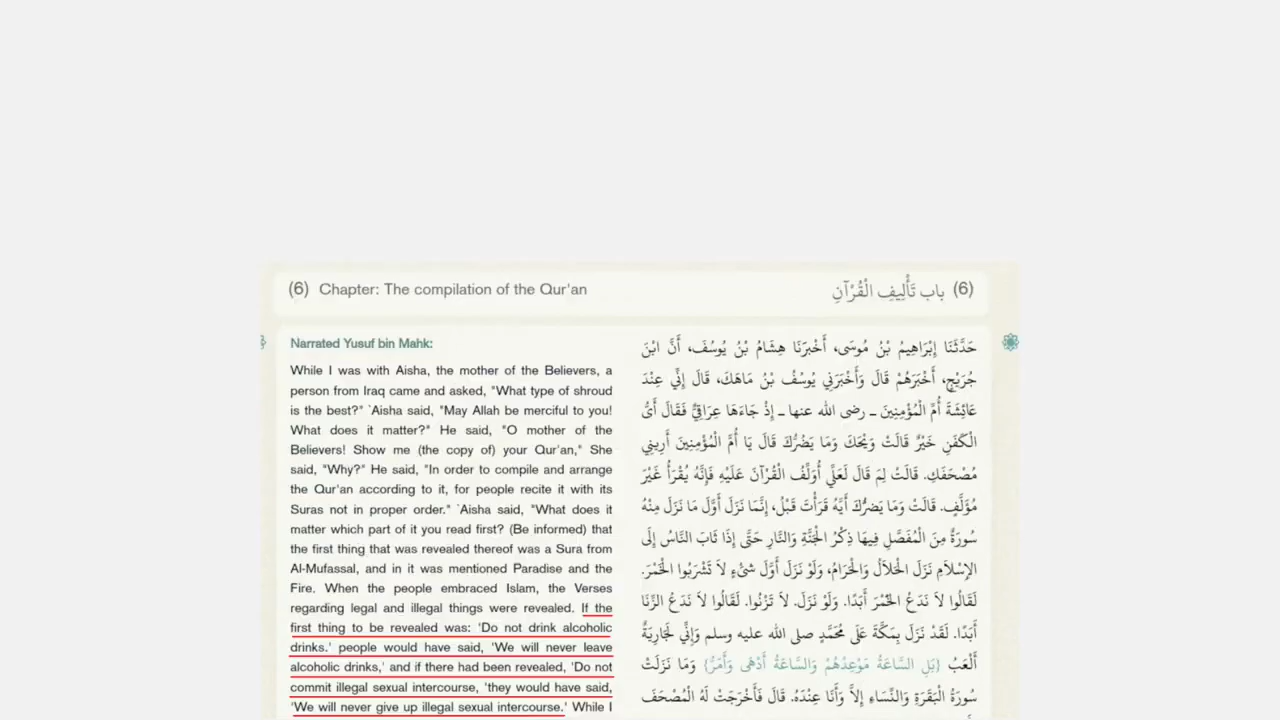 (6) Chapter: The compilation of the Qur'an
باب تَأْلِيفِ الْقُرْآنِ (6)
Narrated Yusuf bin Mahk:
While I was with Aisha, the mother of the Believers, a
person from Iraq came and asked, "What type of shroud
is the best?" `Aisha said, "May Allah be merciful to you!
What does it matter?" He said, "O mother of the
Believers! Show me (the copy of) your Qur'an," She
said, "Why?" He said, "In order to compile and arrange
the Qur'an according to it, for people recite it with its
Suras not in proper order." `Aisha said, "What does it
matter which part of it you read first? (Be informed) that
the first thing that was revealed thereof was a Sura from
Al-Mufassal, and in it was mentioned Paradise and the
Fire. When the people embraced Islam, the Verses
regarding legal and illegal things were revealed. If the
first thing to be revealed was: 'Do not drink alcoholic
drinks.' people would have said, 'We will never leave
alcoholic drinks,' and if there had been revealed, 'Do not
commit illegal sexual intercourse, 'they would have said,
'We will never give up illegal sexual intercourse.' While I
حَدَّثَنَا إِبْرَاهِيمُ بْنُ مُوسَى، أَخْبَرَنَا هِشَامُ بْنُ يُوسُفَ، أَنَّ ابْنَ
جُرَيْجٍ، أَخْبَرَهُمْ قَالَ وَأَخْبَرَنِي يُوسُفُ بْنُ مَاهَكَ، قَالَ إِنِّي عِنْدَ
عَائِشَةَ أُمِّ الْمُؤْمِنِينَ ـ رضى الله عنها ـ إِذْ جَاءَهَا عِرَاقِيٌّ فَقَالَ أَىُّ
الْكَفَنِ خَيْرٌ قَالَتْ وَيْحَكَ وَمَا يَضُرُّكَ قَالَ يَا أُمَّ الْمُؤْمِنِينَ أَرِينِي
مُصْحَفَكِ. قَالَتْ لِمَ قَالَ لَعَلِّي أُوَلِّفُ الْقُرْآنَ عَلَيْهِ فَإِنَّهُ يُقْرَأُ غَيْرَ
مُؤَلَّفٍ. قَالَتْ وَمَا يَضُرُّكَ أَيَّهُ قَرَأْتَ قَبْلُ، إِنَّمَا نَزَلَ أَوَّلَ مَا نَزَلَ مِنْهُ
سُورَةٌ مِنَ الْمُفَصَّلِ فِيهَا ذِكْرُ الْجَنَّةِ وَالنَّارِ حَتَّى إِذَا ثَابَ النَّاسُ إِلَى
الإِسْلاَمِ نَزَلَ الْحَلاَلُ وَالْحَرَامُ، وَلَوْ نَزَلَ أَوَّلَ شَىْءٍ لاَ تَشْرَبُوا الْخَمْرَ.
لَقَالُوا لاَ نَدَعُ الْخَمْرَ أَبَدًا. وَلَوْ نَزَلَ. لاَ تَزْنُوا. لَقَالُوا لاَ نَدَعُ الزِّنَا
أَبَدًا. لَقَدْ نَزَلَ بِمَكَّةَ عَلَى مُحَمَّدٍ صلى الله عليه وسلم وَإِنِّي لَجَارِيَةٌ
أَلْعَبُ {بَلِ السَّاعَةُ مَوْعِدُهُمْ وَالسَّاعَةُ أَدْهَى وَأَمَرُّ} وَمَا نَزَلَتْ
سُورَةُ الْبَقَرَةِ وَالنِّسَاءِ إِلاَّ وَأَنَا عِنْدَهُ. قَالَ فَأَخْرَجَتْ لَهُ الْمُصْحَفَ